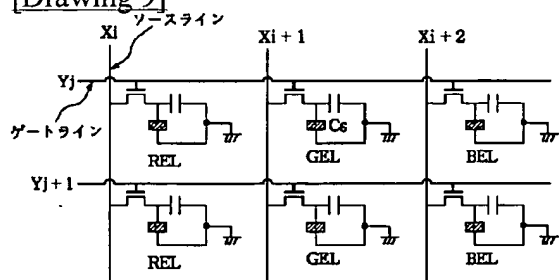 [Drawing 9]
Xi
ソースライン
Xi+1
Xi+2
Yj
ゲートライン
Cs
REL
GEL
BEL
Yj+1
REL
GEL
BEL